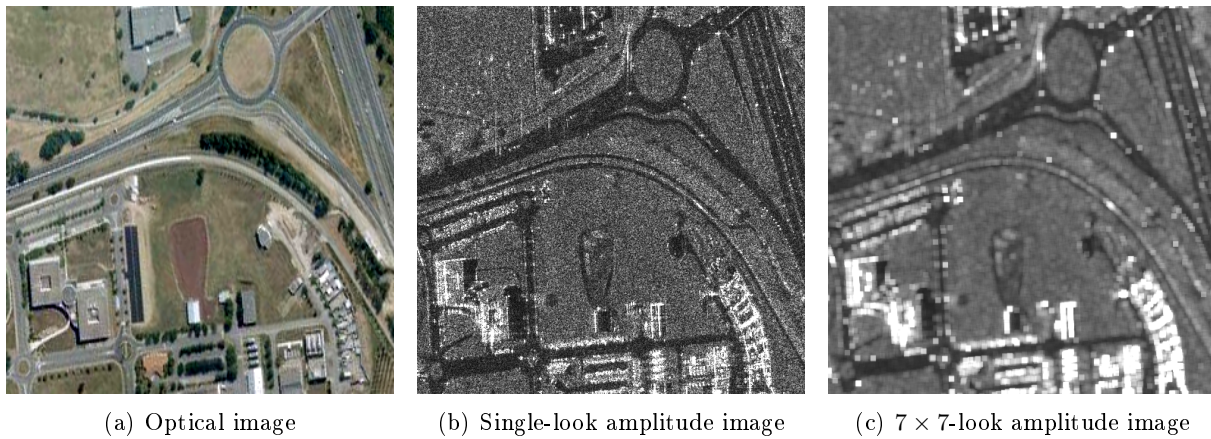 (a) Optical image
(b) Single-look amplitude image
(c) 7 × 7-look amplitude image